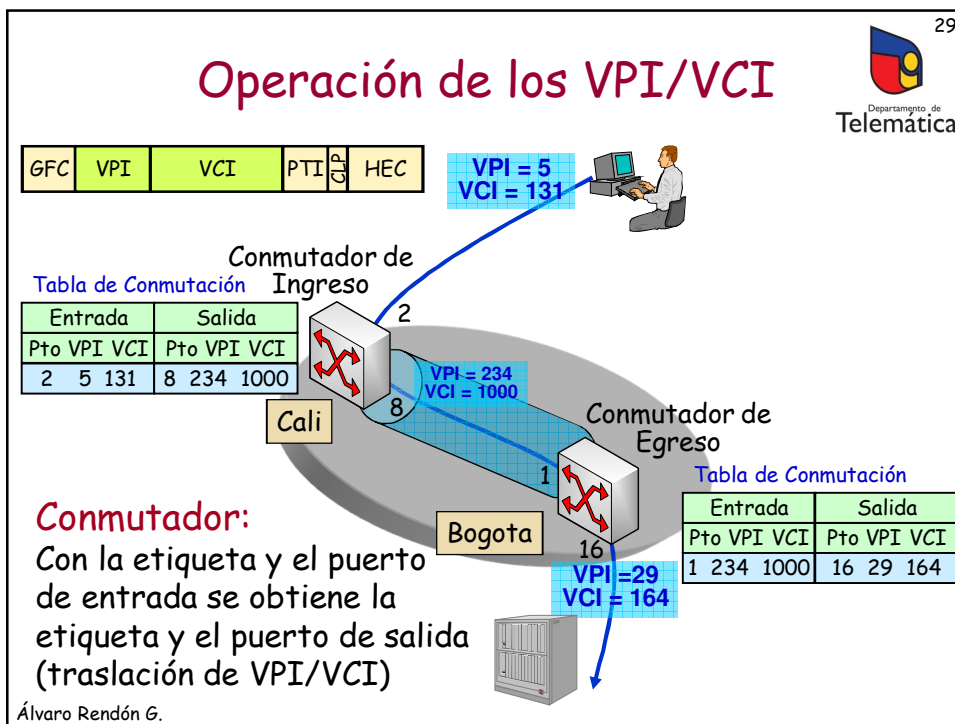 29
Operación de los VPI/VCI
Departamento de
Telemática
GFC VPI VCI PTI CLP HEC
VPI = 5
VCI = 131
Conmutador de
Ingreso
Tabla de Conmutación
Entrada Salida
Pto VPI VCI Pto VPI VCI
2 5 131 8 234 1000
2
VPI = 234
VCI = 1000
8
Cali
Conmutador de
Egreso
1
Tabla de Conmutación
Entrada Salida
Pto VPI VCI Pto VPI VCI
1 234 1000 16 29 164
Bogota
16
VPI =29
VCI = 164
Conmutador:
Con la etiqueta y el puerto
de entrada se obtiene la
etiqueta y el puerto de salida
(traslación de VPI/VCI)
Álvaro Rendón G.